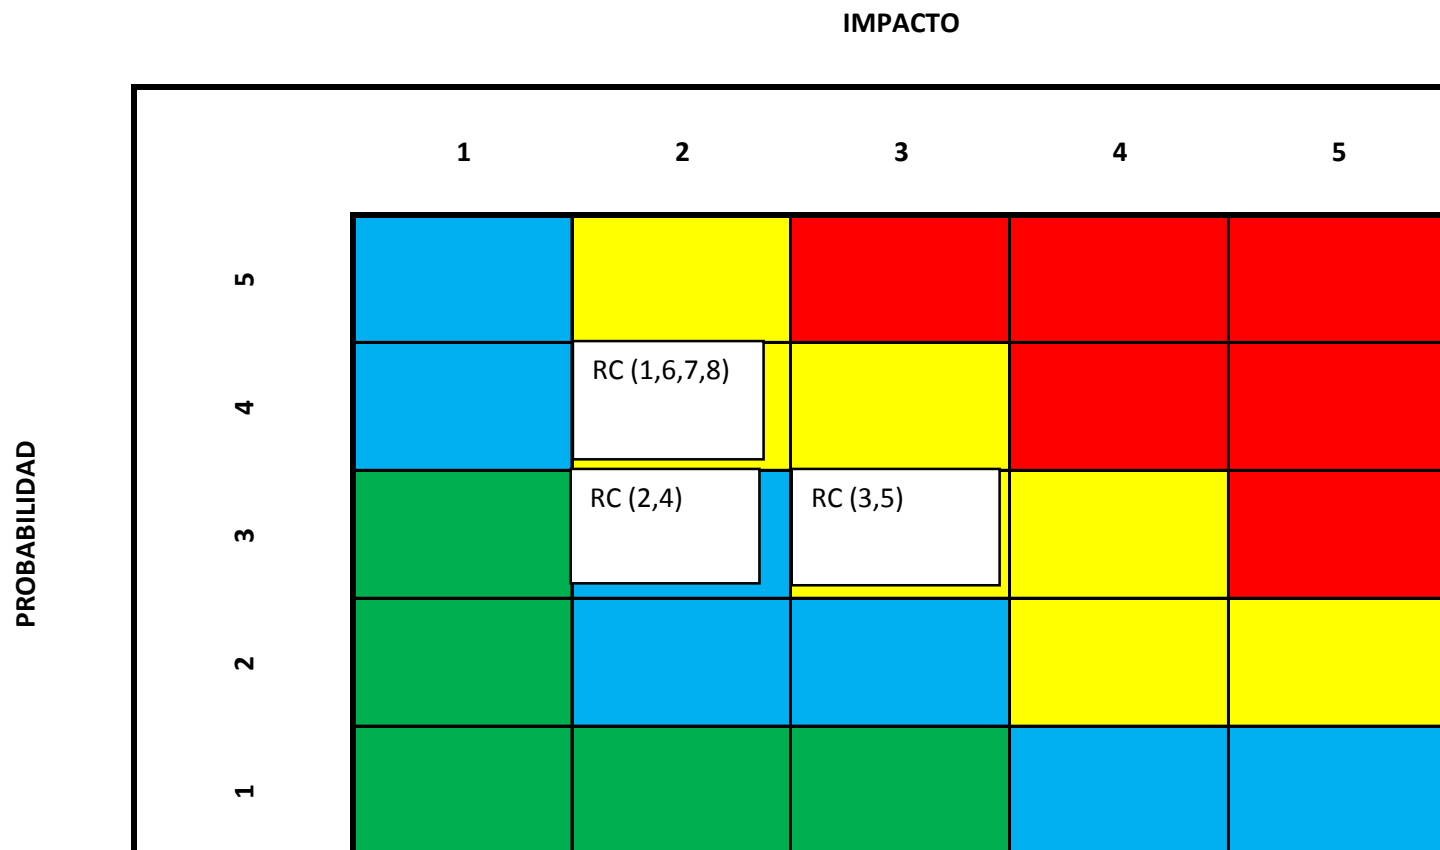 IMPACTO
1 2 3 4 5
5
4 RC (1,6,7,8)
3 RC (2,4) RC (3,5)
2
1
PROBABILIDAD